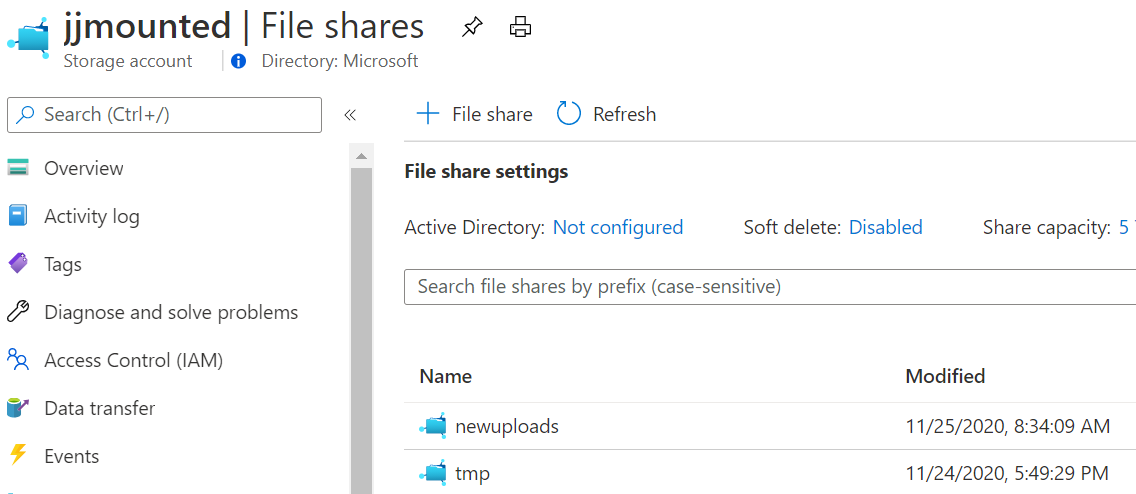 jjmounted | File shares
Storage account
Directory: Microsoft
Search (Ctrl+/)
«
File share
Refresh
Overview
Activity log
Tags
Diagnose and solve problems
Access Control (IAM)
Data transfer
Events
File share settings
Active Directory: Not configured
Soft delete: Disabled
Share capacity: 5
Search file shares by prefix (case-sensitive)
Name Modified
newuploads 11/25/2020, 8:34:09 AM
tmp 11/24/2020, 5:49:29 PM